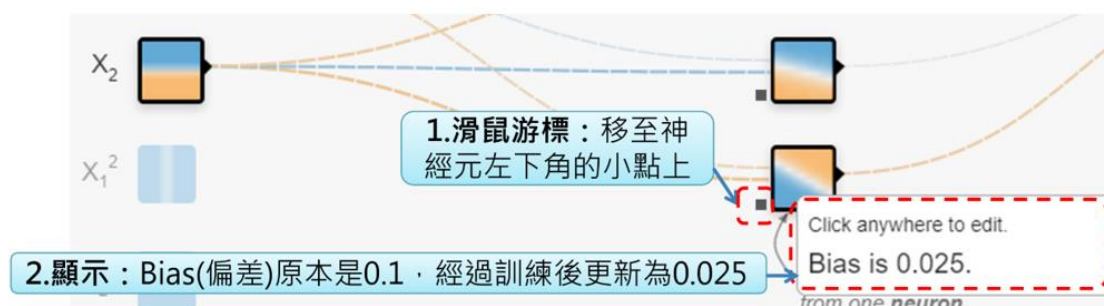 X₂
1.滑鼠游標：移至神
經元左下角的小點上
X₁²
Click anywhere to edit.
Bias is 0.025.
2.顯示：Bias(偏差)原本是0.1，經過訓練後更新為0.025
from one neuron